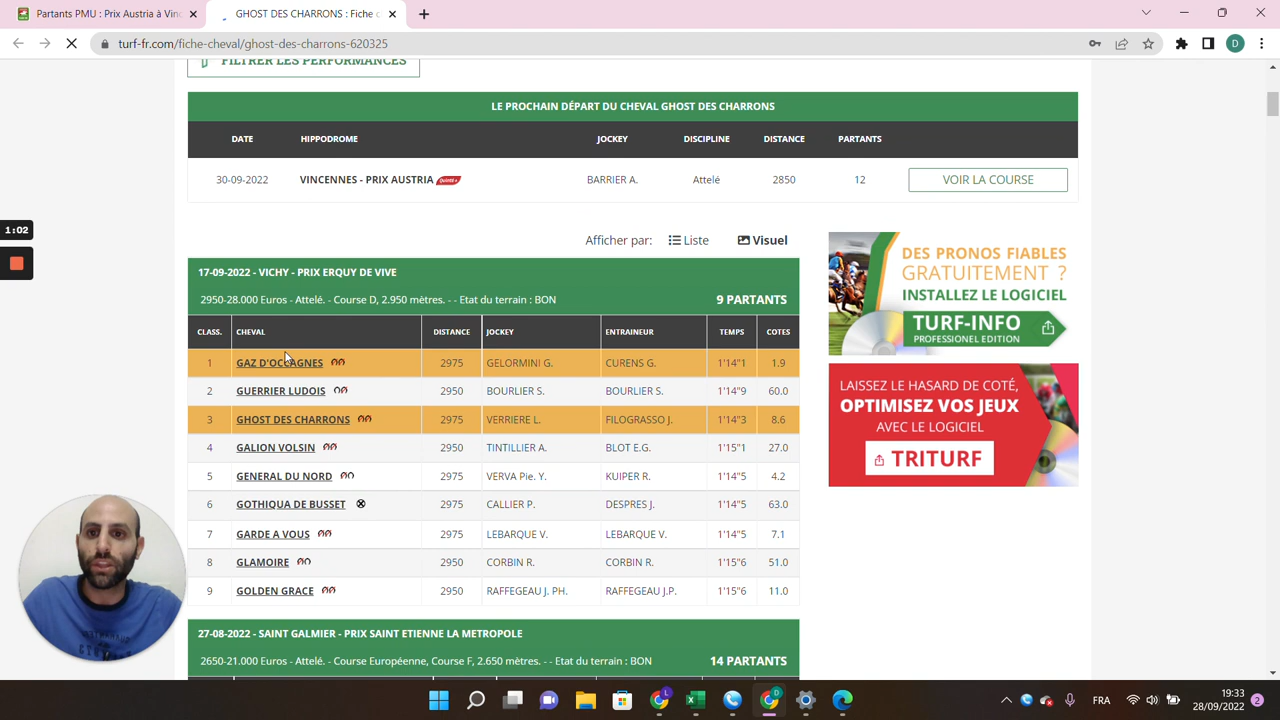 Partants PMU : Prix Austria à Vinc
GHOST DES CHARRONS : Fiche c
turf-fr.com/fiche-cheval/ghost-des-charrons-620325
D
FILTRER LES PERFORMANCES
LE PROCHAIN DÉPART DU CHEVAL GHOST DES CHARRONS
DATE HIPPODROME JOCKEY DISCIPLINE DISTANCE PARTANTS
30-09-2022 VINCENNES - PRIX AUSTRIA Quinté+ BARRIER A. Attelé 2850 12 VOIR LA COURSE
1:02
Afficher par: Liste Visuel
17-09-2022 - VICHY - PRIX ERQUY DE VIVE
2950-28.000 Euros - Attelé. - Course D, 2.950 mètres. - - Etat du terrain : BON 9 PARTANTS
CLASS. CHEVAL DISTANCE JOCKEY ENTRAINEUR TEMPS COTES
1 GAZ D'OCCAGNES 2975 GELORMINI G. CURENS G. 1'14"1 1.9
2 GUERRIER LUDOIS 2950 BOURLIER S. BOURLIER S. 1'14"9 60.0
3 GHOST DES CHARRONS 2975 VERRIERE L. FILOGRASSO J. 1'14"3 8.6
4 GALION VOLSIN 2950 TINTILLIER A. BLOT E.G. 1'15"1 27.0
5 GENERAL DU NORD 2975 VERVA Pie. Y. KUIPER R. 1'14"5 4.2
6 GOTHIQUA DE BUSSET 2975 CALLIER P. DESPRES J. 1'14"5 63.0
7 GARDE A VOUS 2975 LEBARQUE V. LEBARQUE V. 1'14"5 7.1
8 GLAMOIRE 2950 CORBIN R. CORBIN R. 1'15"6 51.0
9 GOLDEN GRACE 2950 RAFFEGEAU J. PH. RAFFEGEAU J.P. 1'15"6 11.0
27-08-2022 - SAINT GALMIER - PRIX SAINT ETIENNE LA METROPOLE
2650-21.000 Euros - Attelé. - Course Européenne, Course F, 2.650 mètres. - - Etat du terrain : BON 14 PARTANTS
DES PRONOS FIABLES
GRATUITEMENT ?
INSTALLEZ LE LOGICIEL
TURF-INFO
PROFESSIONEL EDITION
LAISSEZ LE HASARD DE COTÉ,
OPTIMISEZ VOS JEUX
AVEC LE LOGICIEL
TRITURF
L
D
FRA
19:33
28/09/2022
2